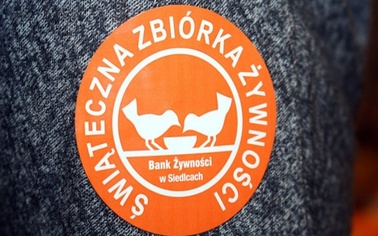 ŚWIĄTECZNA ZBIÓRKA ŻYWNOŚCI
Bank Żywności
w Siedlcach